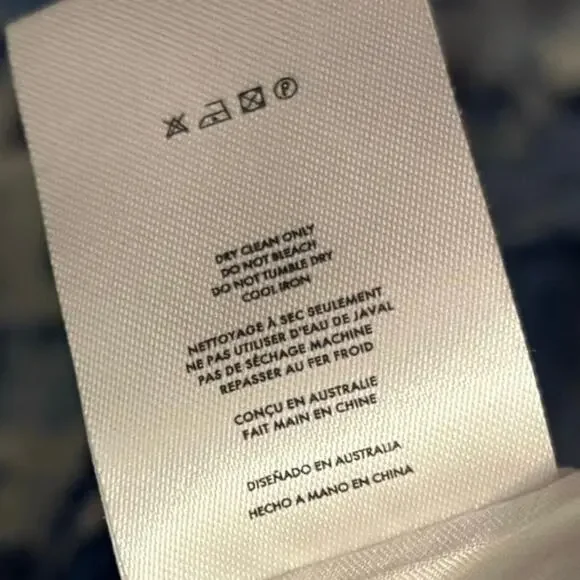 P
DRY CLEAN ONLY
DO NOT BLEACH
DO NOT TUMBLE DRY
COOL IRON
NETTOYAGE À SEC SEULEMENT
NE PAS UTILISER D'EAU DE JAVAL
PAS DE SÉCHAGE MACHINE
REPASSER AU FER FROID
CONÇU EN AUSTRALIE
FAIT MAIN EN CHINE
DISEÑADO EN AUSTRALIA
HECHO A MANO EN CHINA